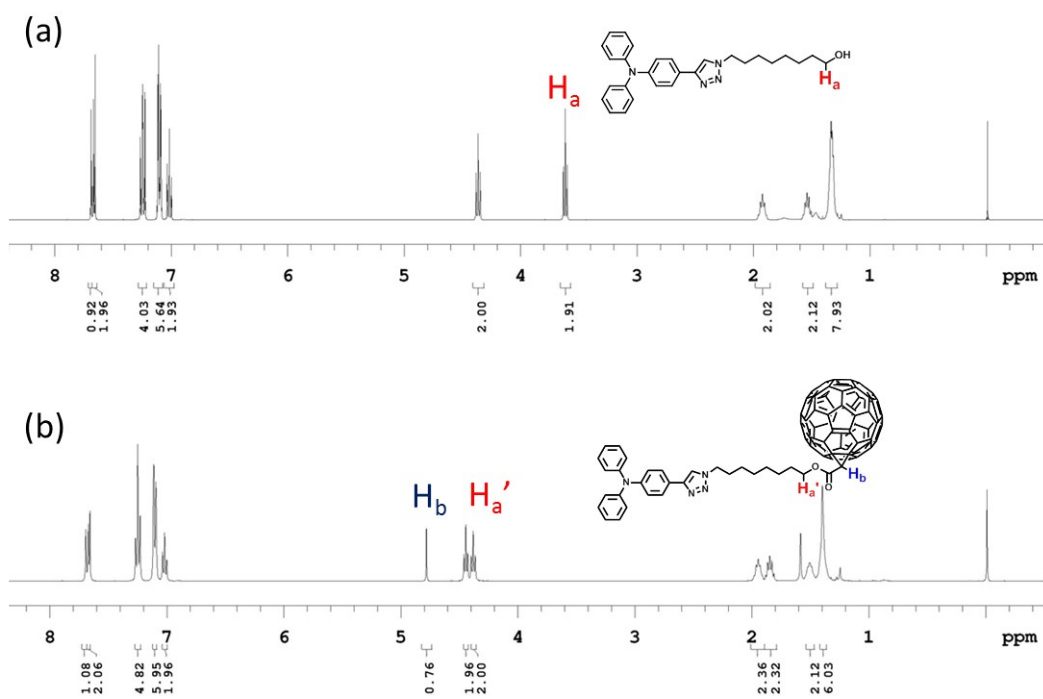 (a)
OH
N
N
N=N
Ha
Ha
8 7 6 5 4 3 2 1 ppm
0.92 1.96 4.03 5.64 1.93 2.00 1.91 2.02 2.12 7.93
(b)
N
N
N=N
O
O
Hb
Ha'
Hb Ha'
8 7 6 5 4 3 2 1 ppm
1.08 2.06 4.82 5.95 1.96 0.76 1.96 2.00 2.36 2.32 2.12 6.03